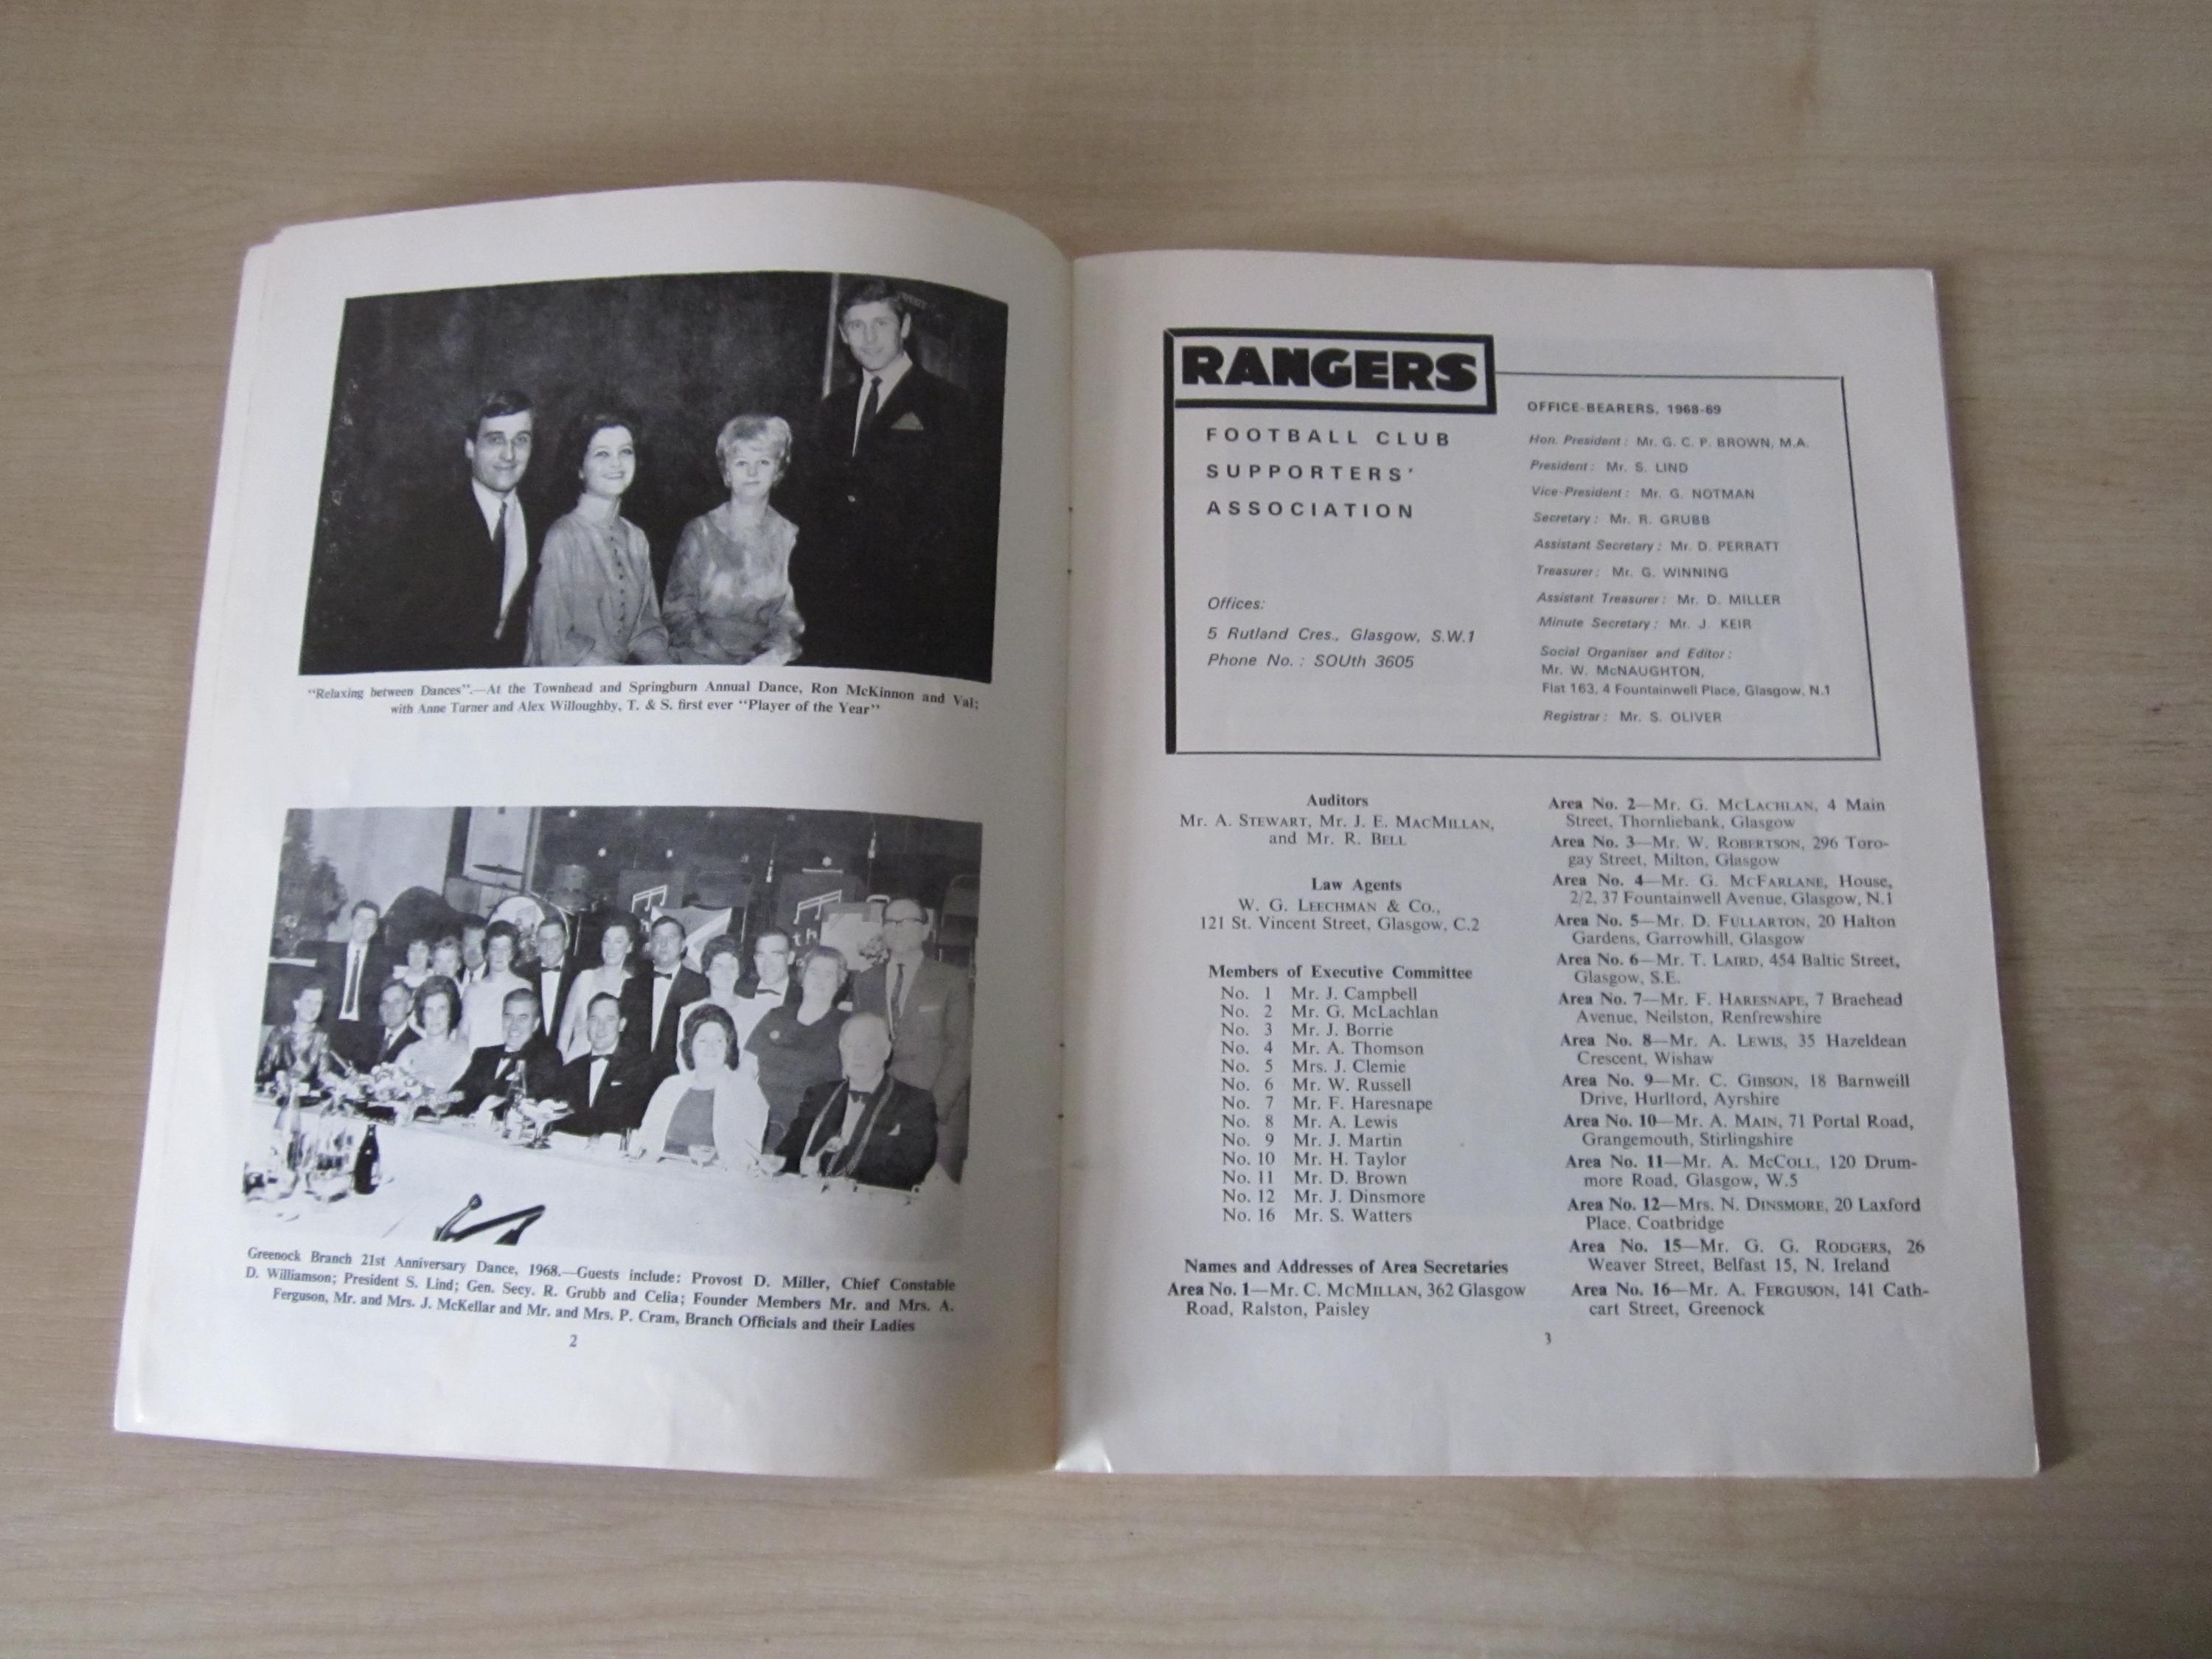 "Relaxing between Dances".—At the Townhead and Springburn Annual Dance, Ron McKinnon and Val;
with Anne Turner and Alex Willoughby, T. & S. first ever "Player of the Year"
Greenock Branch 21st Anniversary Dance, 1968.—Guests include: Provost D. Miller, Chief Constable
D. Williamson; President S. Lind; Gen. Secy. R. Grubb and Celia; Founder Members Mr. and Mrs. A.
Ferguson, Mr. and Mrs. J. McKellar and Mr. and Mrs. P. Cram, Branch Officials and their Ladies
2
RANGERS
FOOTBALL CLUB
SUPPORTERS'
ASSOCIATION
Offices:
5 Rutland Cres., Glasgow, S.W.1
Phone No.: SOUth 3605
OFFICE-BEARERS, 1968-69
Hon. President: Mr. G. C. P. BROWN, M.A.
President: Mr. S. LIND
Vice-President: Mr. G. NOTMAN
Secretary: Mr. R. GRUBB
Assistant Secretary: Mr. D. PERRATT
Treasurer: Mr. G. WINNING
Assistant Treasurer: Mr. D. MILLER
Minute Secretary: Mr. J. KEIR
Social Organiser and Editor:
Mr. W. McNAUGHTON,
Flat 163, 4 Fountainwell Place, Glasgow, N.1
Registrar: Mr. S. OLIVER
Auditors
Mr. A. STEWART, Mr. J. E. MACMILLAN,
and Mr. R. BELL
Law Agents
W. G. LEECHMAN & CO.,
121 St. Vincent Street, Glasgow, C.2
Members of Executive Committee
No. 1 Mr. J. Campbell
No. 2 Mr. G. McLachlan
No. 3 Mr. J. Borrie
No. 4 Mr. A. Thomson
No. 5 Mrs. J. Clemie
No. 6 Mr. W. Russell
No. 7 Mr. F. Haresnape
No. 8 Mr. A. Lewis
No. 9 Mr. J. Martin
No. 10 Mr. H. Taylor
No. 11 Mr. D. Brown
No. 12 Mr. J. Dinsmore
No. 16 Mr. S. Watters
Names and Addresses of Area Secretaries
Area No. 1—Mr. C. MCMILLAN, 362 Glasgow
Road, Ralston, Paisley
Area No. 2—Mr. G. MCLACHLAN, 4 Main
Street, Thornliebank, Glasgow
Area No. 3—Mr. W. ROBERTSON, 296 Toro-
gay Street, Milton, Glasgow
Area No. 4—Mr. G. MCFARLANE, House,
2/2, 37 Fountainwell Avenue, Glasgow, N.1
Area No. 5—Mr. D. FULLARTON, 20 Halton
Gardens, Garrowhill, Glasgow
Area No. 6—Mr. T. LAIRD, 454 Baltic Street,
Glasgow, S.E.
Area No. 7—Mr. F. HARESNAPE, 7 Braehead
Avenue, Neilston, Renfrewshire
Area No. 8—Mr. A. LEWIS, 35 Hazeldean
Crescent, Wishaw
Area No. 9—Mr. C. GIBSON, 18 Barnweill
Drive, Hurlford, Ayrshire
Area No. 10—Mr. A. MAIN, 71 Portal Road,
Grangemouth, Stirlingshire
Area No. 11—Mr. A. MCCOLL, 120 Drum-
more Road, Glasgow, W.5
Area No. 12—Mrs. N. DINSMORE, 20 Laxford
Place, Coatbridge
Area No. 15—Mr. G. G. RODGERS, 26
Weaver Street, Belfast 15, N. Ireland
Area No. 16—Mr. A. FERGUSON, 141 Cath-
cart Street, Greenock
3